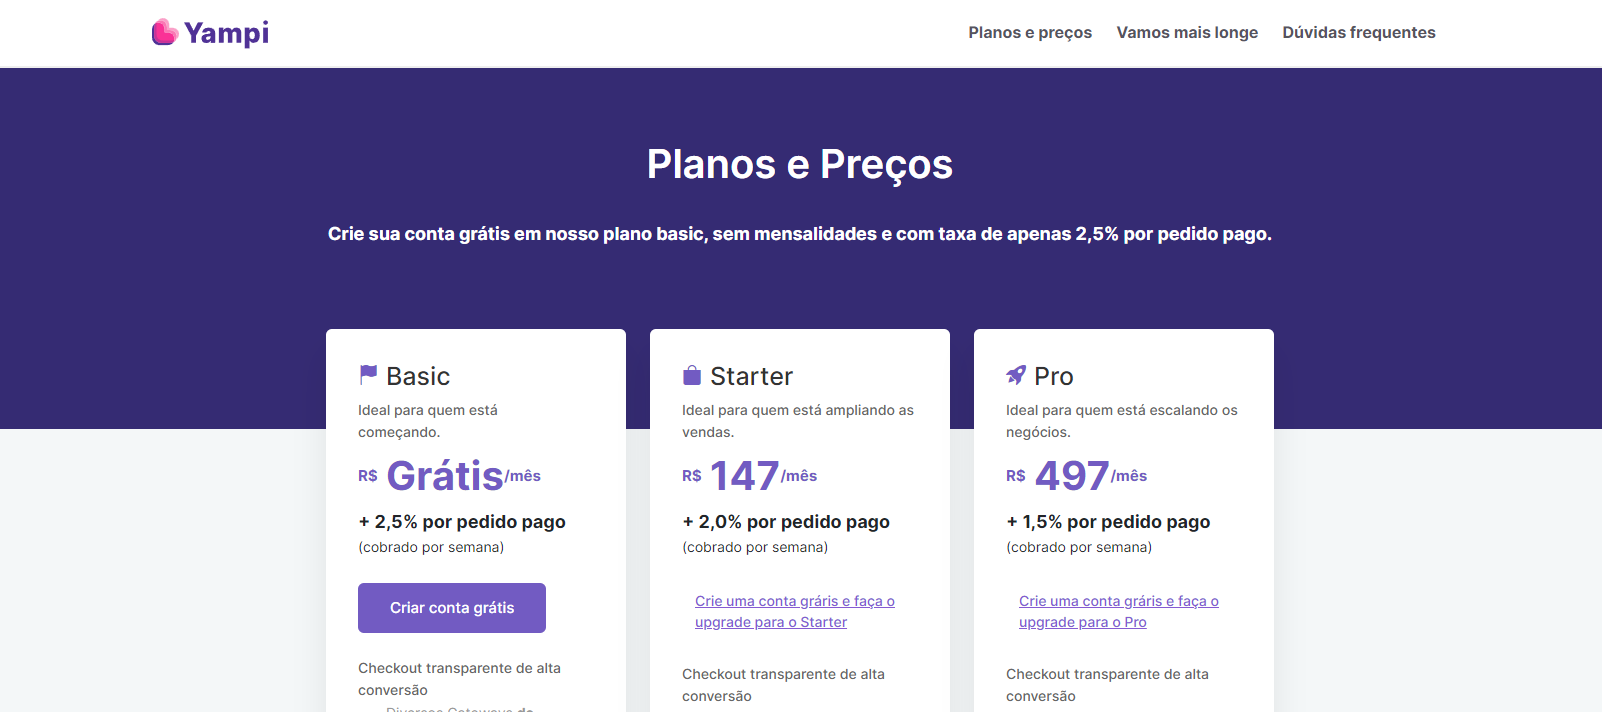 Yampi
Planos e preços
Vamos mais longe
Dúvidas frequentes
Planos e Preços
Crie sua conta grátis em nosso plano basic, sem mensalidades e com taxa de apenas 2,5% por pedido pago.
Basic
Ideal para quem está
começando.
R$ Grátis/mês
+ 2,5% por pedido pago
(cobrado por semana)
Criar conta grátis
Checkout transparente de alta
conversão
Diversos Gateways de
Starter
Ideal para quem está ampliando as
vendas.
R$ 147/mês
+ 2,0% por pedido pago
(cobrado por semana)
Crie uma conta gráris e faça o
upgrade para o Starter
Checkout transparente de alta
conversão
Pro
Ideal para quem está escalando os
negócios.
R$ 497/mês
+ 1,5% por pedido pago
(cobrado por semana)
Crie uma conta gráris e faça o
upgrade para o Pro
Checkout transparente de alta
conversão